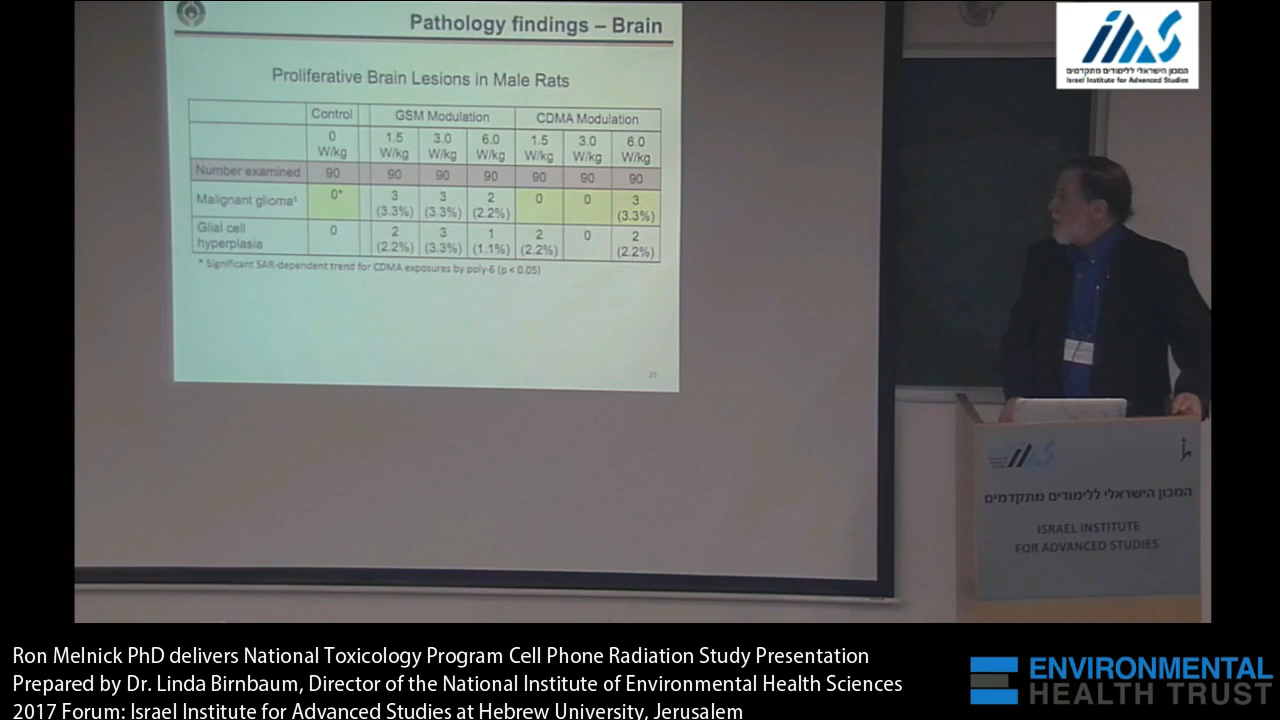 Pathology findings – Brain
Proliferative Brain Lesions in Male Rats
Control GSM Modulation CDMA Modulation
0 W/kg 1.5 W/kg 3.0 W/kg 6.0 W/kg 1.5 W/kg 3.0 W/kg 6.0 W/kg
Number examined 90 90 90 90 90 90 90
Malignant glioma‡ 0* 3 (3.3%) 3 (3.3%) 2 (2.2%) 0 0 3 (3.3%)
Glial cell hyperplasia 0 2 (2.2%) 3 (3.3%) 1 (1.1%) 2 (2.2%) 0 2 (2.2%)
* Significant SAR-dependent trend for CDMA exposures by poly-6 (p < 0.05)
המכון הישראלי ללימודים מתקדמים
Israel Institute for Advanced Studies
המכון הישראלי ללימודים מתקדמים
ISRAEL INSTITUTE
FOR ADVANCED STUDIES
Ron Melnick PhD delivers National Toxicology Program Cell Phone Radiation Study Presentation
Prepared by Dr. Linda Birnbaum, Director of the National Institute of Environmental Health Sciences
2017 Forum: Israel Institute for Advanced Studies at Hebrew University, Jerusalem
ENVIRONMENTAL
HEALTH TRUST